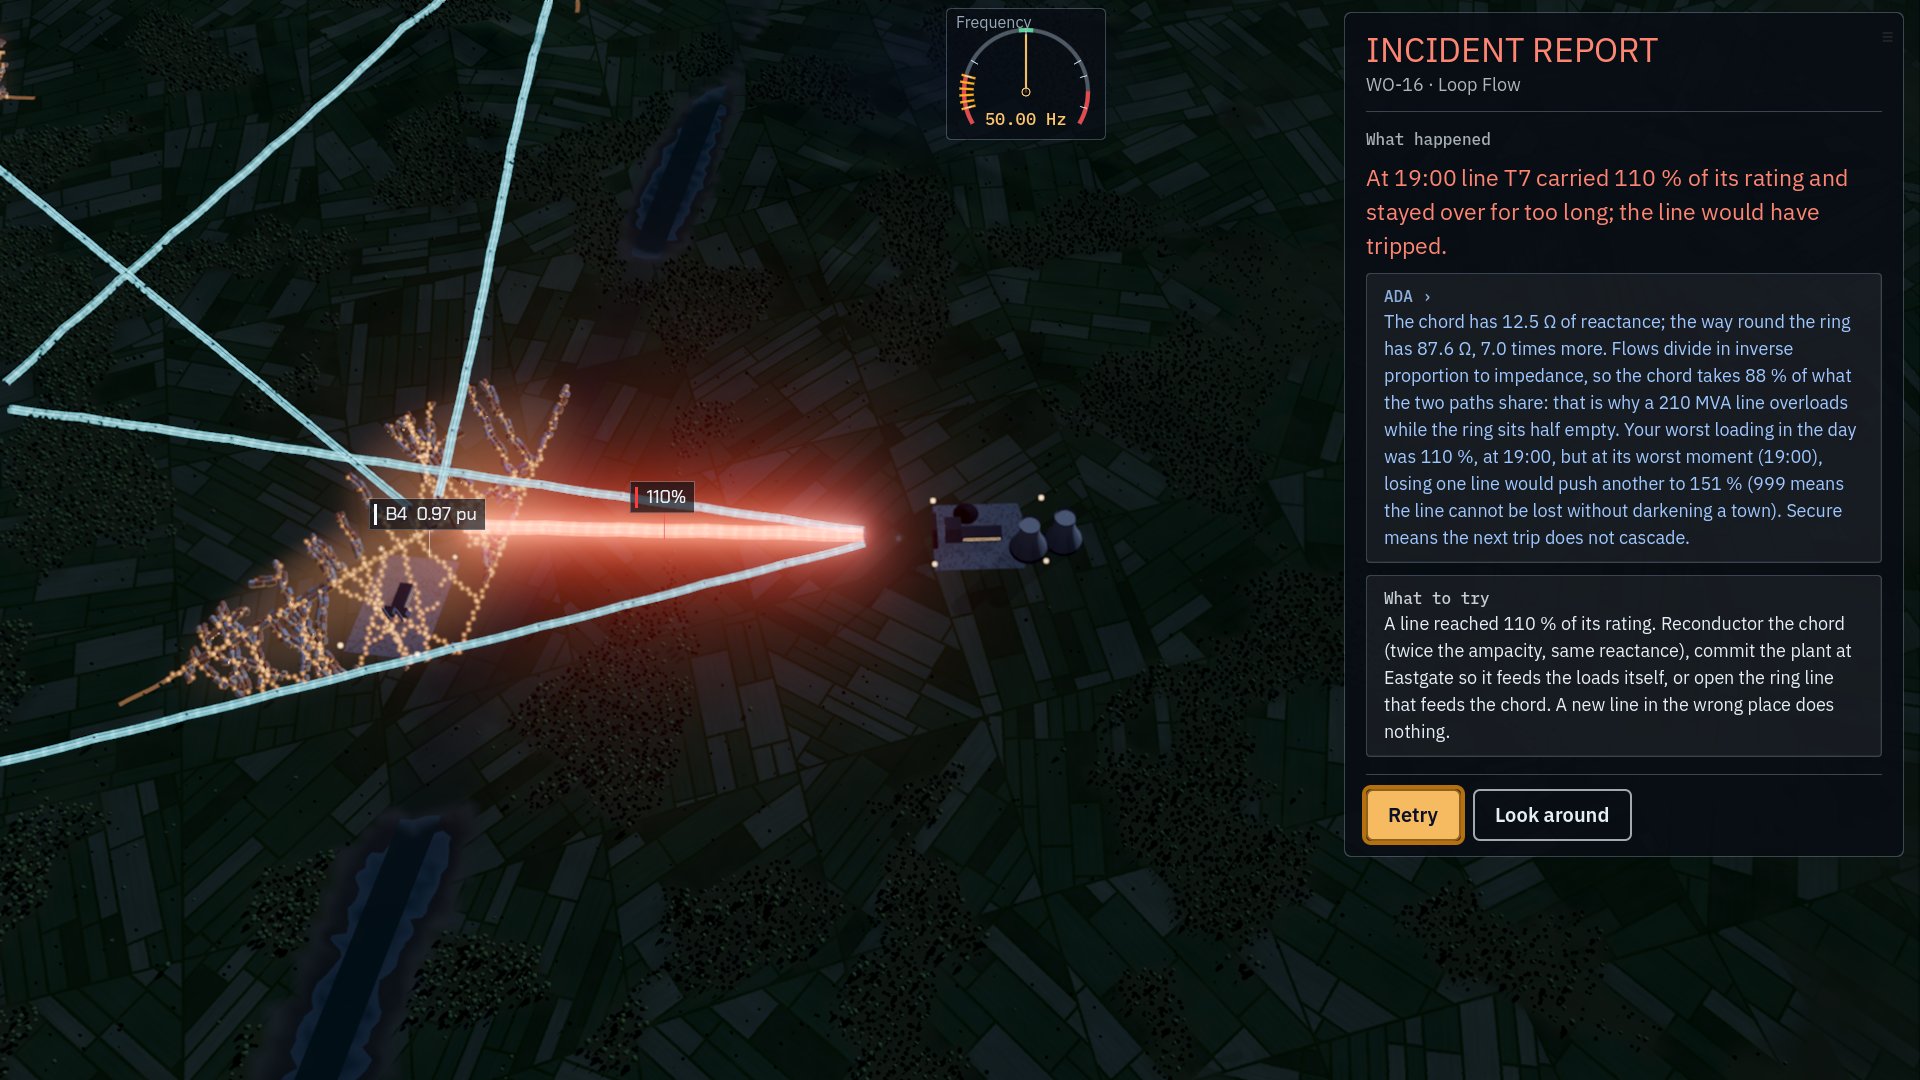 Frequency
50.00 Hz
110%
B4 0.97 pu
INCIDENT REPORT
WO-16 · Loop Flow
What happened
At 19:00 line T7 carried 110 % of its rating and
stayed over for too long; the line would have
tripped.
ADA ›
The chord has 12.5 Ω of reactance; the way round the ring
has 87.6 Ω, 7.0 times more. Flows divide in inverse
proportion to impedance, so the chord takes 88 % of what
the two paths share: that is why a 210 MVA line overloads
while the ring sits half empty. Your worst loading in the day
was 110 %, at 19:00, but at its worst moment (19:00),
losing one line would push another to 151 % (999 means
the line cannot be lost without darkening a town). Secure
means the next trip does not cascade.
What to try
A line reached 110 % of its rating. Reconductor the chord
(twice the ampacity, same reactance), commit the plant at
Eastgate so it feeds the loads itself, or open the ring line
that feeds the chord. A new line in the wrong place does
nothing.
Retry
Look around